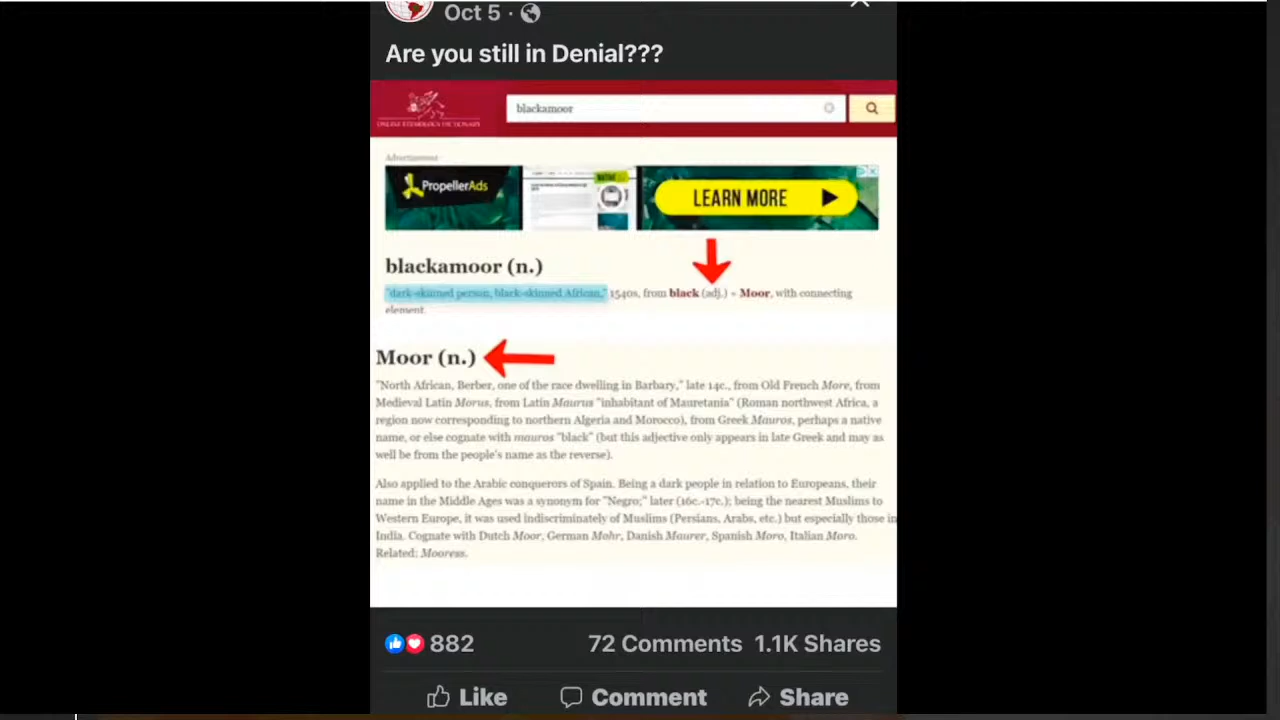 Oct 5 ·
Are you still in Denial???
ONLINE ETYMOLOGY DICTIONARY
blackamoor
Advertisement
PropellerAds
NATIVE
LEARN MORE
blackamoor (n.)
"dark-skinned person, black-skinned African," 1540s, from black (adj.) + Moor, with connecting
element.
Moor (n.)
"North African, Berber, one of the race dwelling in Barbary," late 14c., from Old French More, from
Medieval Latin Morus, from Latin Maurus "inhabitant of Mauretania" (Roman northwest Africa, a
region now corresponding to northern Algeria and Morocco), from Greek Mauros, perhaps a native
name, or else cognate with mauros "black" (but this adjective only appears in late Greek and may as
well be from the people's name as the reverse).
Also applied to the Arabic conquerors of Spain. Being a dark people in relation to Europeans, their
name in the Middle Ages was a synonym for "Negro;" later (16c.-17c.); being the nearest Muslims to
Western Europe, it was used indiscriminately of Muslims (Persians, Arabs, etc.) but especially those in
India. Cognate with Dutch Moor, German Mohr, Danish Maurer, Spanish Moro, Italian Moro.
Related: Mooress.
882 72 Comments 1.1K Shares
Like Comment Share